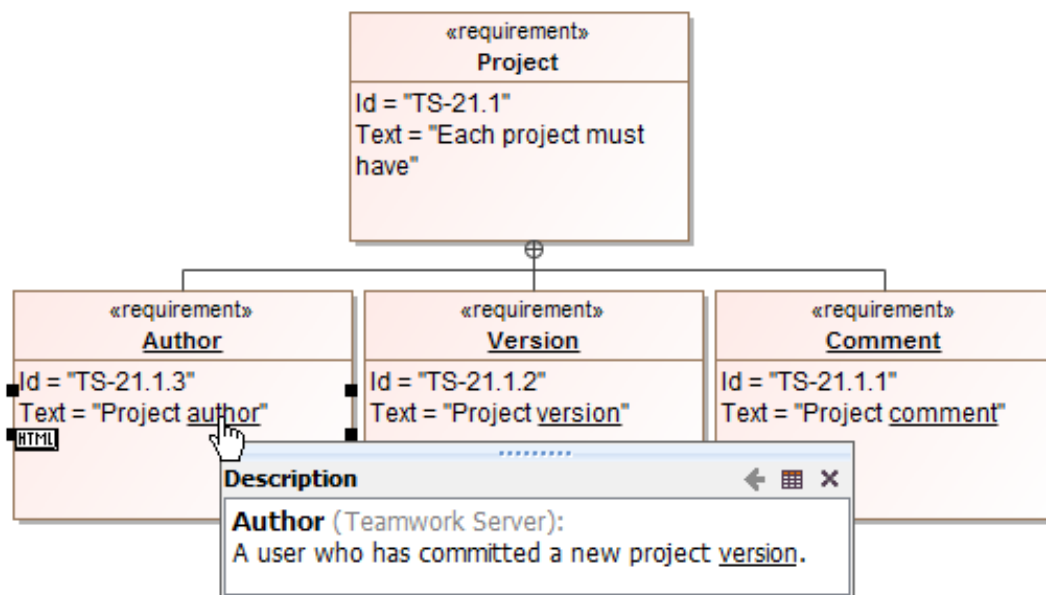 «requirement»
Project
Id = "TS-21.1"
Text = "Each project must
have"
«requirement»
Author
Id = "TS-21.1.3"
Text = "Project author"
HTML
«requirement»
Version
Id = "TS-21.1.2"
Text = "Project version"
«requirement»
Comment
Id = "TS-21.1.1"
Text = "Project comment"
Description
Author (Teamwork Server):
A user who has committed a new project version.